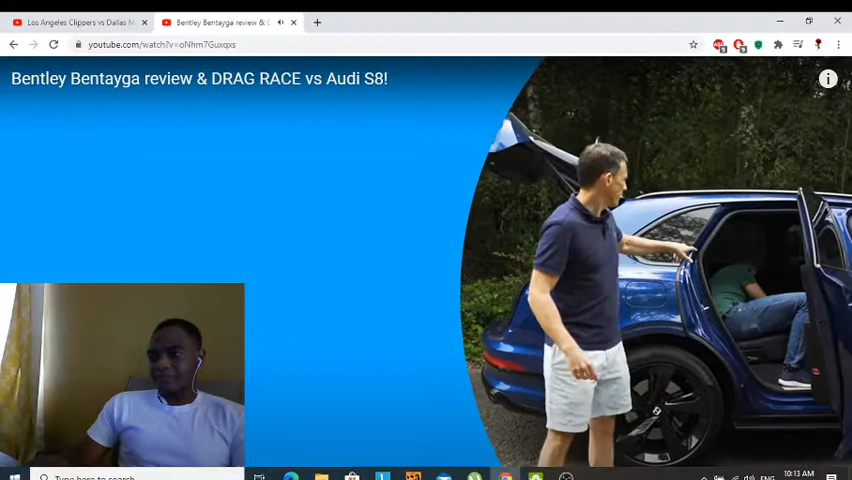 Los Angeles Clippers vs Dallas M
Bentley Bentayga review & D
youtube.com/watch?v=oNhm7Guxqxs
Bentley Bentayga review & DRAG RACE vs Audi S8!
Type here to search
ENG
10:13 AM